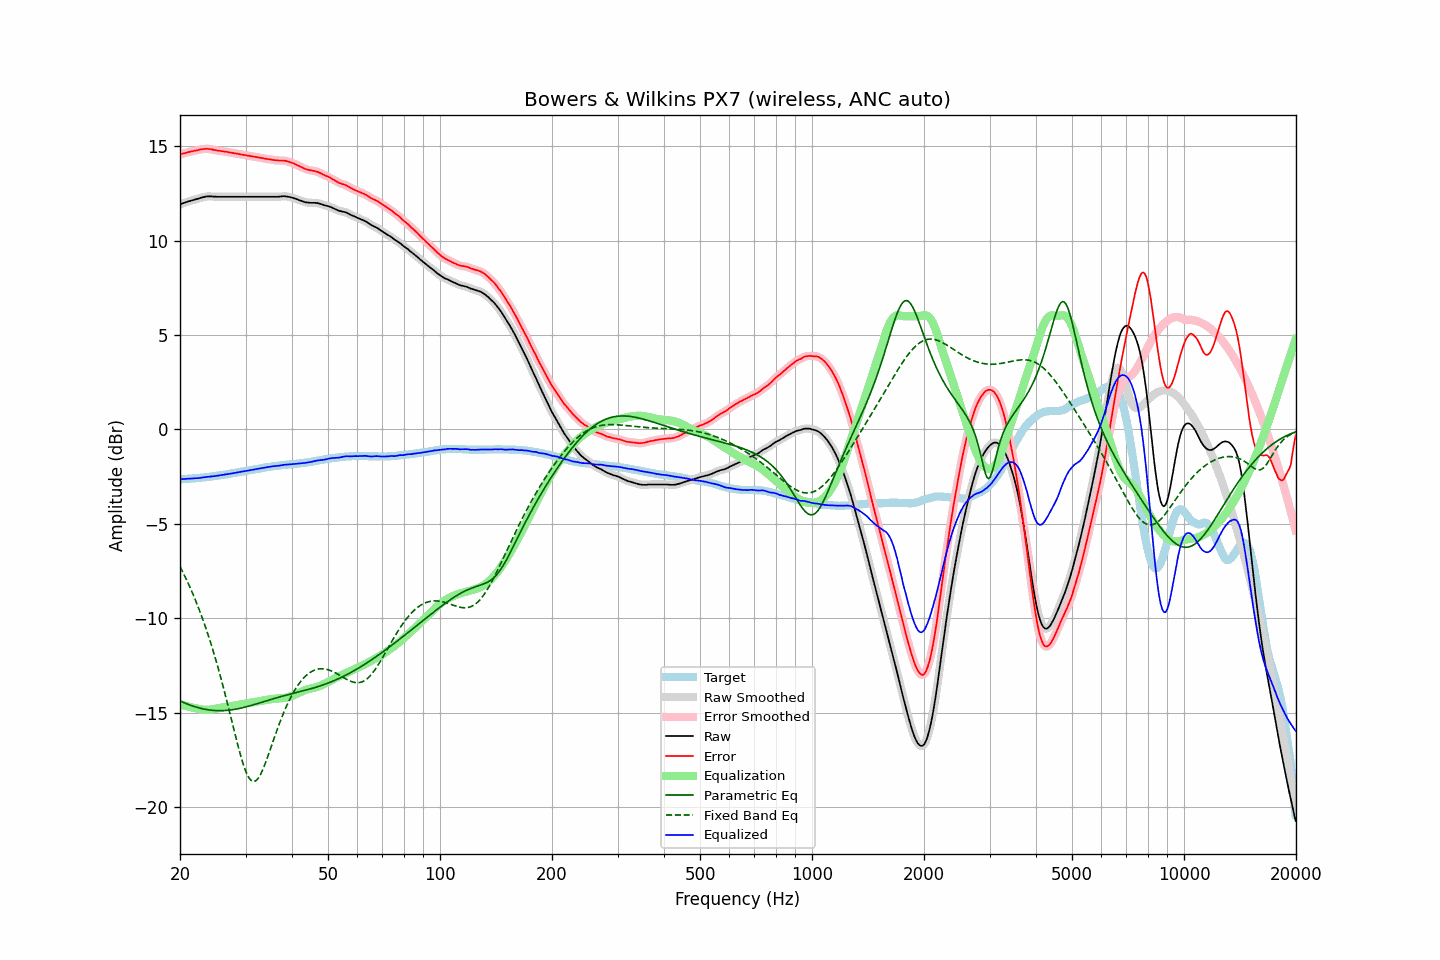 Bowers & Wilkins PX7 (wireless, ANC auto)
15
10
5
0
−5
−10
−15
−20
Amplitude (dBr)
Target
Raw Smoothed
Error Smoothed
Raw
Error
Equalization
Parametric Eq
Fixed Band Eq
Equalized
20
50
100
200
500
1000
2000
5000
10000
20000
Frequency (Hz)